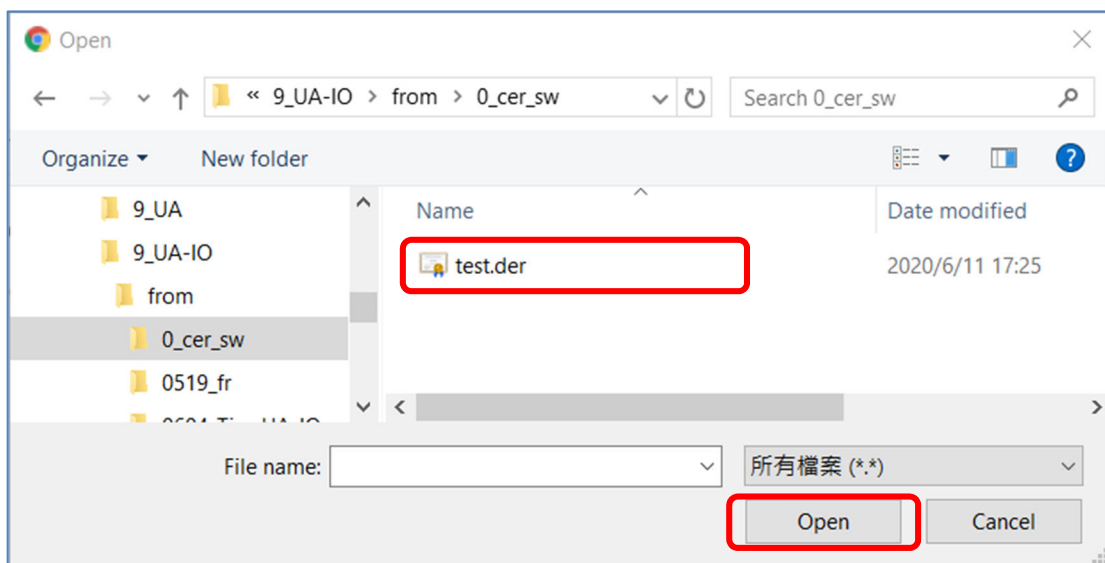 Open
« 9_UA-IO > from > 0_cer_sw
Search 0_cer_sw
Organize
New folder
9_UA
9_UA-IO
from
0_cer_sw
0519_fr
Name
Date modified
test.der
2020/6/11 17:25
File name:
所有檔案 (*.*)
Open
Cancel